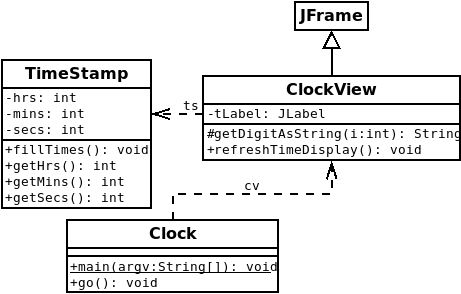 JFrame
TimeStamp
-hrs: int
-mins: int
-secs: int
+fillTimes(): void
+getHrs(): int
+getMins(): int
+getSecs(): int
ts
ClockView
-tLabel: JLabel
#getDigitAsString(i:int): String
+refreshTimeDisplay(): void
cv
Clock
+main(argv:String[]): void
+go(): void